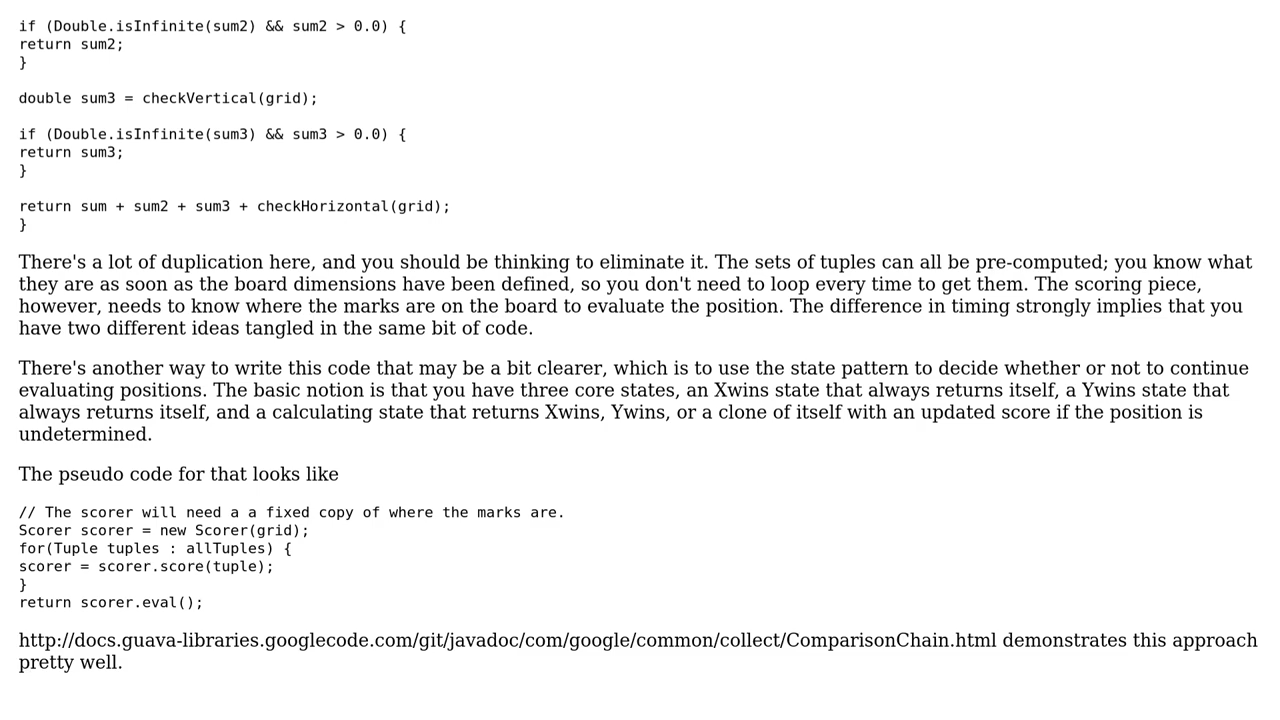 if (Double.isInfinite(sum2) && sum2 > 0.0) {
return sum2;
}
double sum3 = checkVertical(grid);
if (Double.isInfinite(sum3) && sum3 > 0.0) {
return sum3;
}
return sum + sum2 + sum3 + checkHorizontal(grid);
}
There's a lot of duplication here, and you should be thinking to eliminate it. The sets of tuples can all be pre-computed; you know what
they are as soon as the board dimensions have been defined, so you don't need to loop every time to get them. The scoring piece,
however, needs to know where the marks are on the board to evaluate the position. The difference in timing strongly implies that you
have two different ideas tangled in the same bit of code.
There's another way to write this code that may be a bit clearer, which is to use the state pattern to decide whether or not to continue
evaluating positions. The basic notion is that you have three core states, an Xwins state that always returns itself, a Ywins state that
always returns itself, and a calculating state that returns Xwins, Ywins, or a clone of itself with an updated score if the position is
undetermined.
The pseudo code for that looks like
// The scorer will need a a fixed copy of where the marks are.
Scorer scorer = new Scorer(grid);
for(Tuple tuples : allTuples) {
scorer = scorer.score(tuple);
}
return scorer.eval();
http://docs.guava-libraries.googlecode.com/git/javadoc/com/google/common/collect/ComparisonChain.html demonstrates this approach
pretty well.